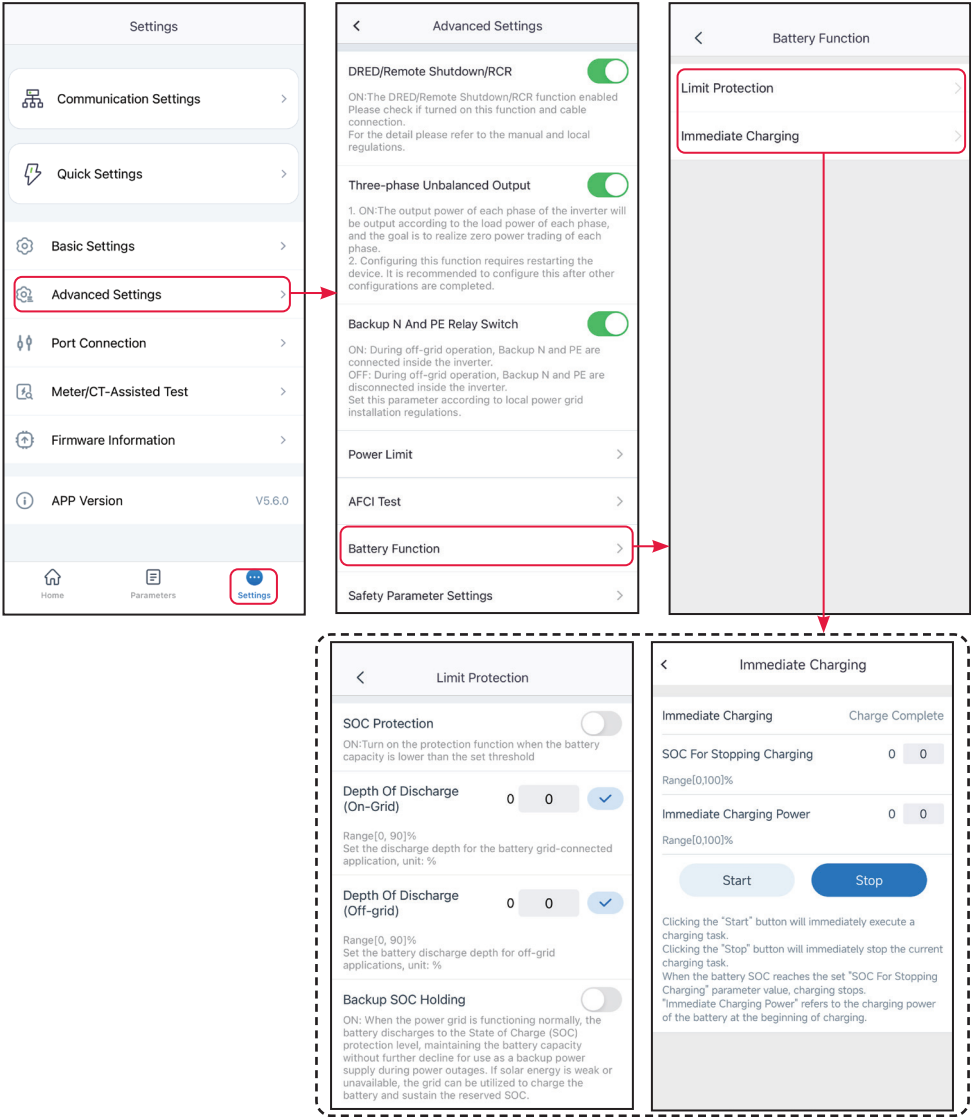 Settings
Communication Settings
Quick Settings
Basic Settings
Advanced Settings
Port Connection
Meter/CT-Assisted Test
Firmware Information
APP Version V5.6.0
Home Parameters Settings
Advanced Settings
DRED/Remote Shutdown/RCR
ON:The DRED/Remote Shutdown/RCR function enabled
Please check if turned on this function and cable
connection.
For the detail please refer to the manual and local
regulations.
Three-phase Unbalanced Output
1. ON:The output power of each phase of the inverter will
be output according to the load power of each phase,
and the goal is to realize zero power trading of each
phase.
2. Configuring this function requires restarting the
device. It is recommended to configure this after other
configurations are completed.
Backup N And PE Relay Switch
ON: During off-grid operation, Backup N and PE are
connected inside the inverter.
OFF: During off-grid operation, Backup N and PE are
disconnected inside the inverter.
Set this parameter according to local power grid
installation regulations.
Power Limit
AFCI Test
Battery Function
Safety Parameter Settings
Battery Function
Limit Protection
Immediate Charging
Limit Protection
SOC Protection
ON:Turn on the protection function when the battery
capacity is lower than the set threshold
Depth Of Discharge
(On-Grid) 0 0
Range[0, 90]%
Set the discharge depth for the battery grid-connected
application, unit: %
Depth Of Discharge
(Off-grid) 0 0
Range[0, 90]%
Set the battery discharge depth for off-grid
applications, unit: %
Backup SOC Holding
ON: When the power grid is functioning normally, the
battery discharges to the State of Charge (SOC)
protection level, maintaining the battery capacity
without further decline for use as a backup power
supply during power outages. If solar energy is weak or
unavailable, the grid can be utilized to charge the
battery and sustain the reserved SOC.
Immediate Charging
Immediate Charging Charge Complete
SOC For Stopping Charging 0 0
Range[0,100]%
Immediate Charging Power 0 0
Range[0,100]%
Start Stop
Clicking the "Start" button will immediately execute a
charging task.
Clicking the "Stop" button will immediately stop the current
charging task.
When the battery SOC reaches the set "SOC For Stopping
Charging" parameter value, charging stops.
"Immediate Charging Power" refers to the charging power
of the battery at the beginning of charging.